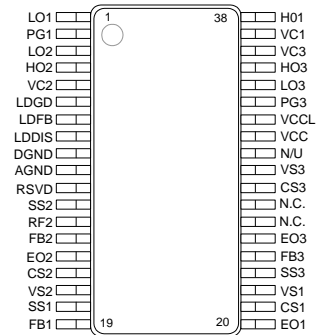 LO1 1 38 H01
PG1 VC1
LO2 VC3
HO2 HO3
VC2 LO3
LDGD PG3
LDFB VCCL
LDDIS VCC
DGND N/U
AGND VS3
RSVD CS3
SS2 N.C.
RF2 N.C.
FB2 EO3
EO2 FB3
CS2 SS3
VS2 VS1
SS1 CS1
FB1 19 20 EO1